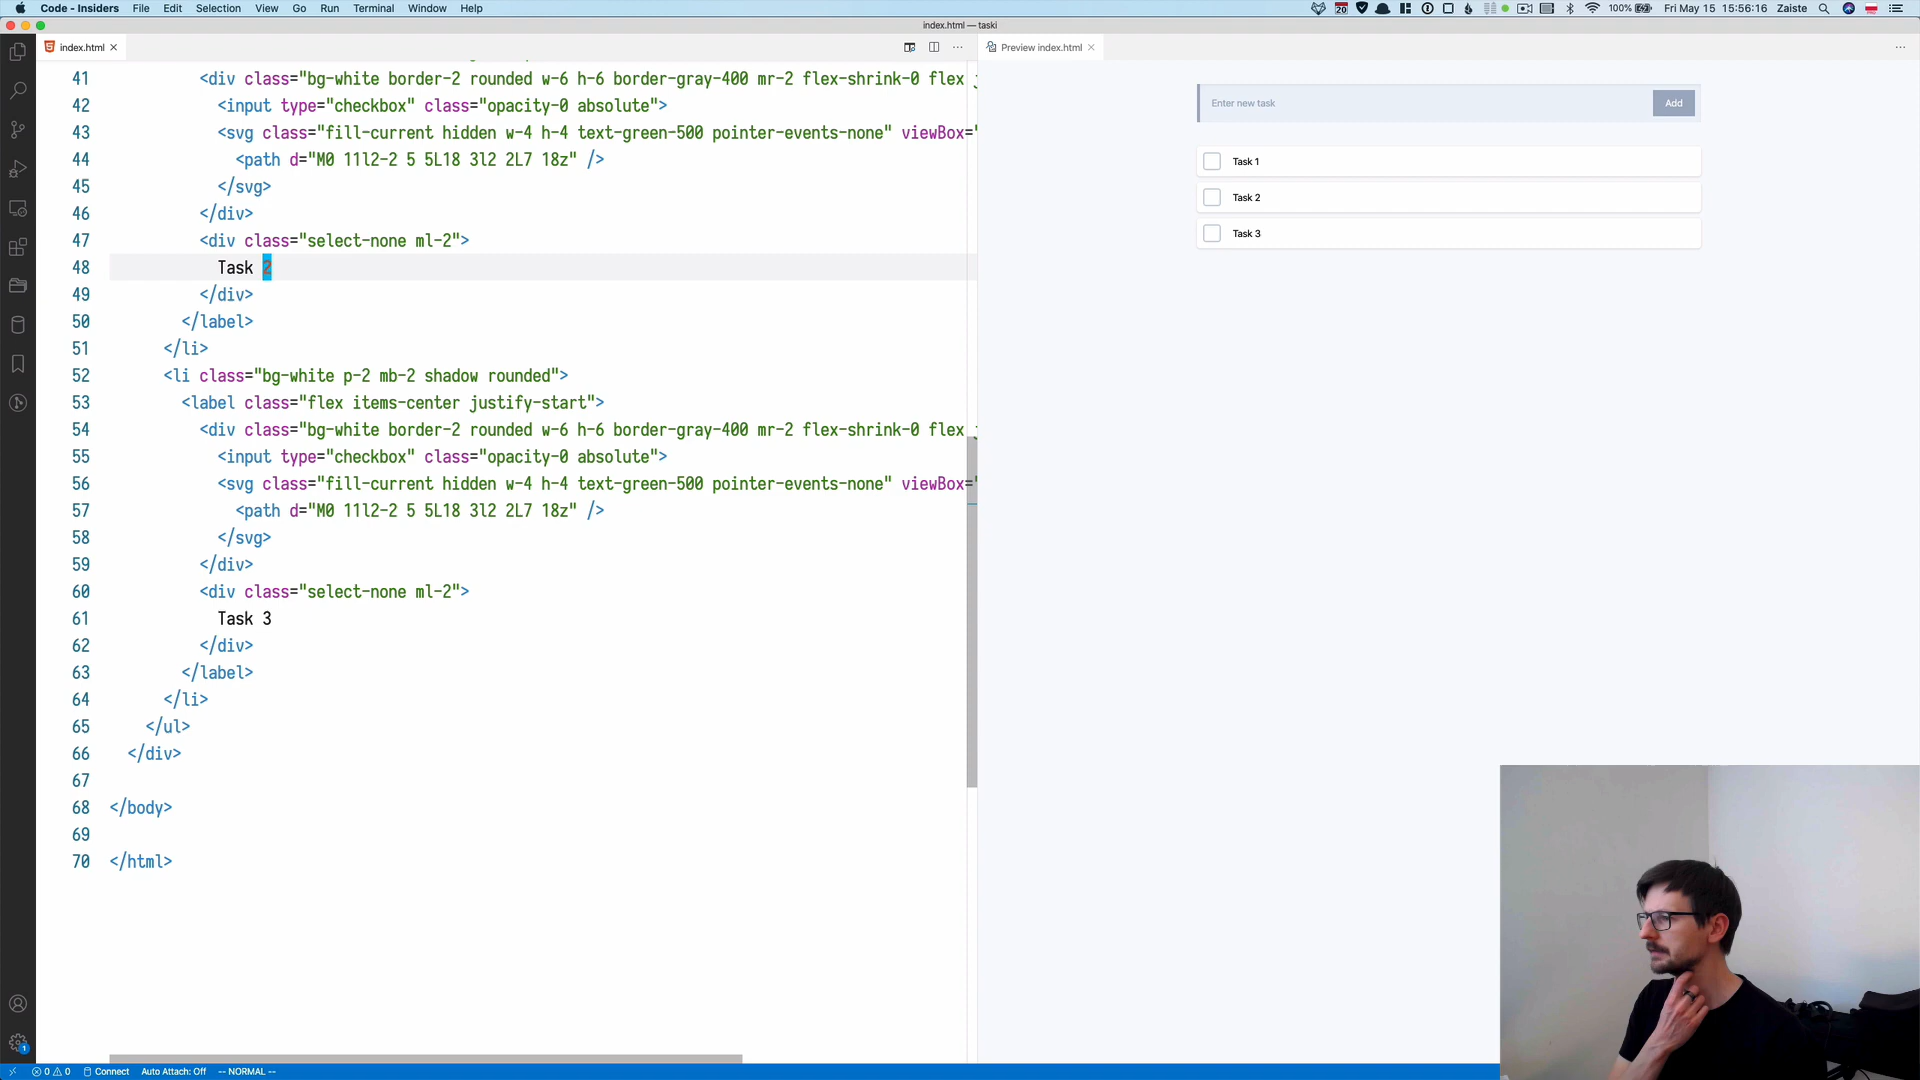 Code - Insiders File Edit Selection View Go Run Terminal Window Help
20 100% Fri May 15 15:56:16 Zaiste
index.html — taski
index.html
Preview index.html
41 <div class="bg-white border-2 rounded w-6 h-6 border-gray-400 mr-2 flex-shrink-0 flex
42 <input type="checkbox" class="opacity-0 absolute">
43 <svg class="fill-current hidden w-4 h-4 text-green-500 pointer-events-none" viewBox="
44 <path d="M0 11l2-2 5 5L18 3l2 2L7 18z" />
45 </svg>
46 </div>
47 <div class="select-none ml-2">
48 Task 2
49 </div>
50 </label>
51 </li>
52 <li class="bg-white p-2 mb-2 shadow rounded">
53 <label class="flex items-center justify-start">
54 <div class="bg-white border-2 rounded w-6 h-6 border-gray-400 mr-2 flex-shrink-0 flex
55 <input type="checkbox" class="opacity-0 absolute">
56 <svg class="fill-current hidden w-4 h-4 text-green-500 pointer-events-none" viewBox="
57 <path d="M0 11l2-2 5 5L18 3l2 2L7 18z" />
58 </svg>
59 </div>
60 <div class="select-none ml-2">
61 Task 3
62 </div>
63 </label>
64 </li>
65 </ul>
66 </div>
67
68 </body>
69
70 </html>
Enter new task
Add
Task 1
Task 2
Task 3
1
0 0 Connect Auto Attach: Off -- NORMAL --